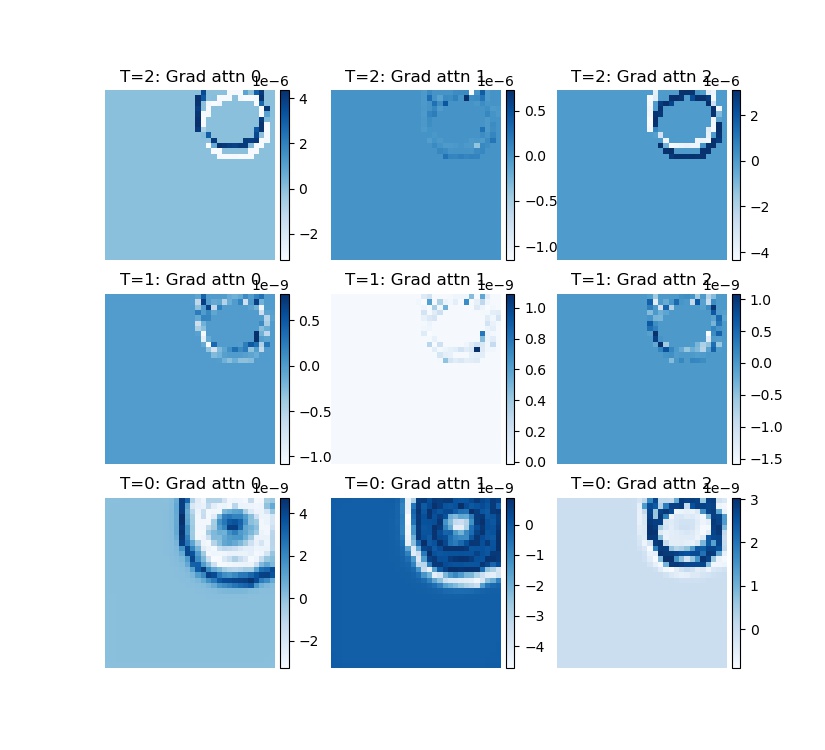 T=2: Grad attn 0
1e−6
T=2: Grad attn 1
1e−6
T=2: Grad attn 2
1e−6
4
2
0
−2
0.5
0.0
−0.5
−1.0
2
0
−2
−4
T=1: Grad attn 0
1e−9
T=1: Grad attn 1
1e−9
T=1: Grad attn 2
1e−9
0.5
0.0
−0.5
−1.0
1.0
0.8
0.6
0.4
0.2
0.0
1.0
0.5
0.0
−0.5
−1.0
−1.5
T=0: Grad attn 0
1e−9
T=0: Grad attn 1
1e−9
T=0: Grad attn 2
1e−9
4
2
0
−2
0
−1
−2
−3
−4
3
2
1
0